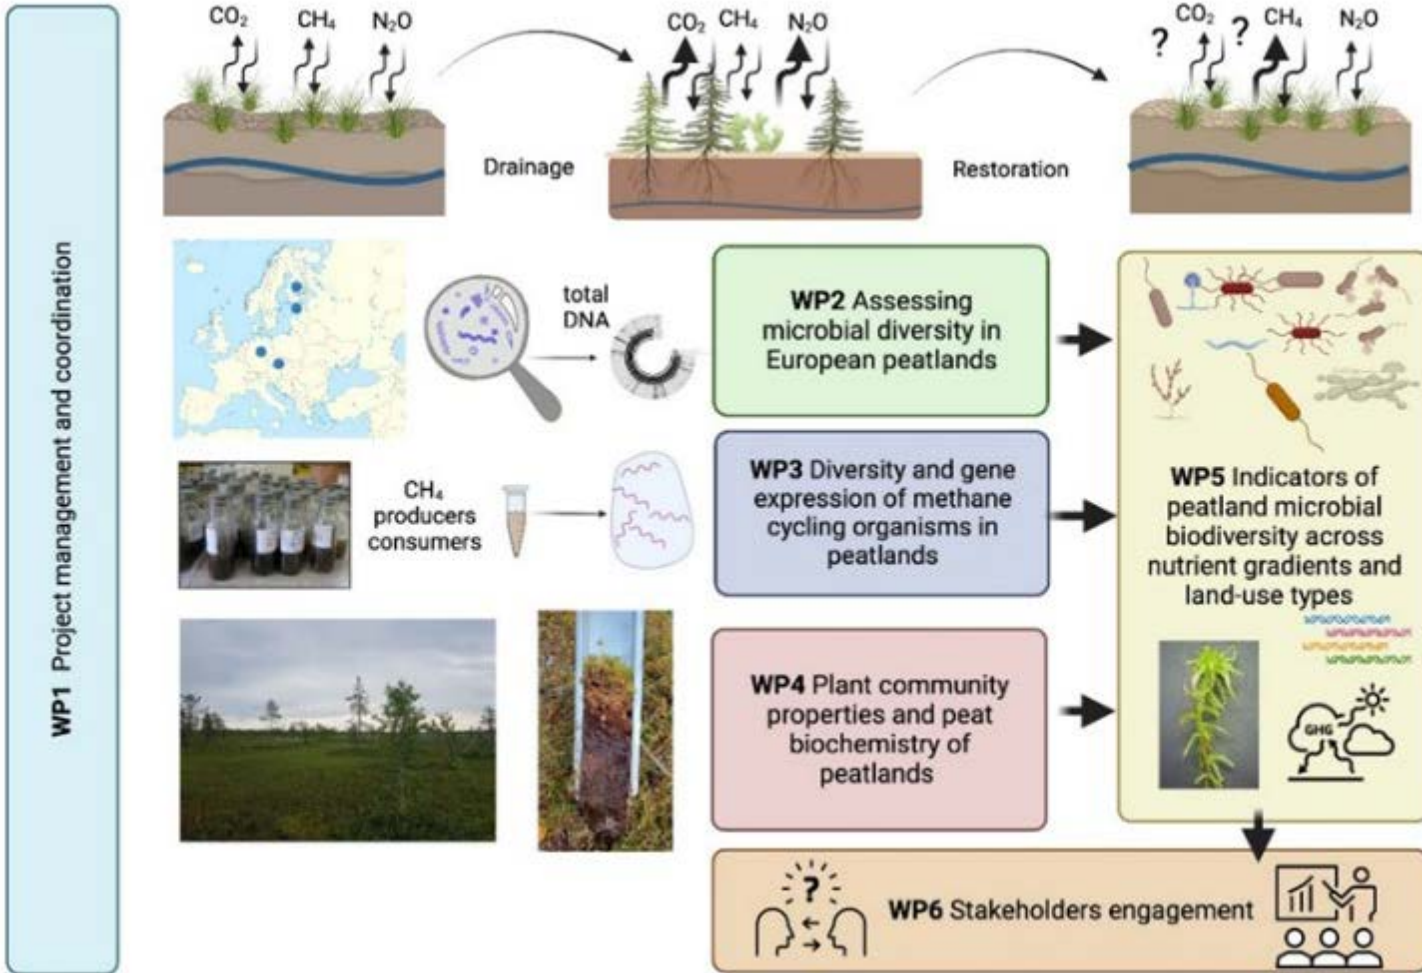 CO₂
CH₄
N₂O
CO₂
CH₄
N₂O
?
CO₂
?
CH₄
N₂O
Drainage
Restoration
WP1 Project management and coordination
total
DNA
WP2 Assessing
microbial diversity in
European peatlands
CH₄
producers
consumers
WP3 Diversity and gene
expression of methane
cycling organisms in
peatlands
WP4 Plant community
properties and peat
biochemistry of
peatlands
WP5 Indicators of
peatland microbial
biodiversity across
nutrient gradients and
land-use types
GHG
?
WP6 Stakeholders engagement